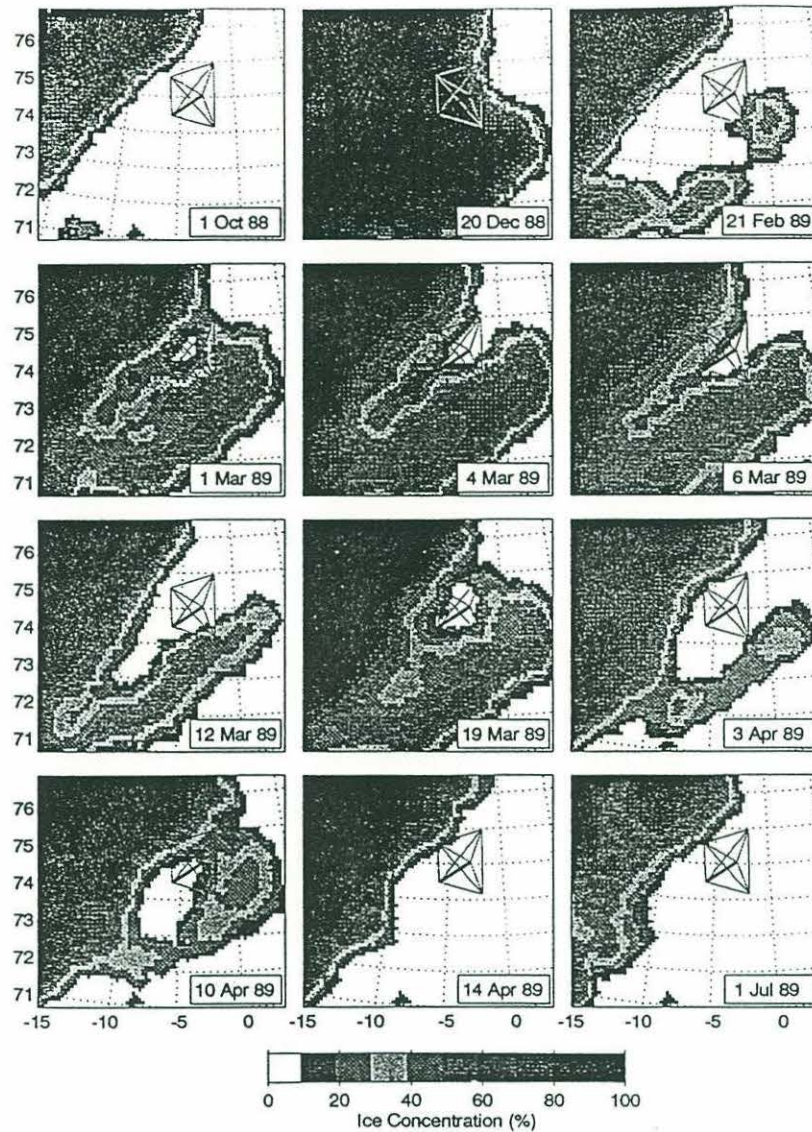 76
75
74
73
72
71
1 Oct 88
20 Dec 88
21 Feb 89
76
75
74
73
72
71
1 Mar 89
4 Mar 89
6 Mar 89
76
75
74
73
72
71
12 Mar 89
19 Mar 89
3 Apr 89
76
75
74
73
72
71
10 Apr 89
14 Apr 89
1 Jul 89
-15 -10 -5 0 -15 -10 -5 0 -15 -10 -5 0
0 20 40 60 80 100
Ice Concentration (%)